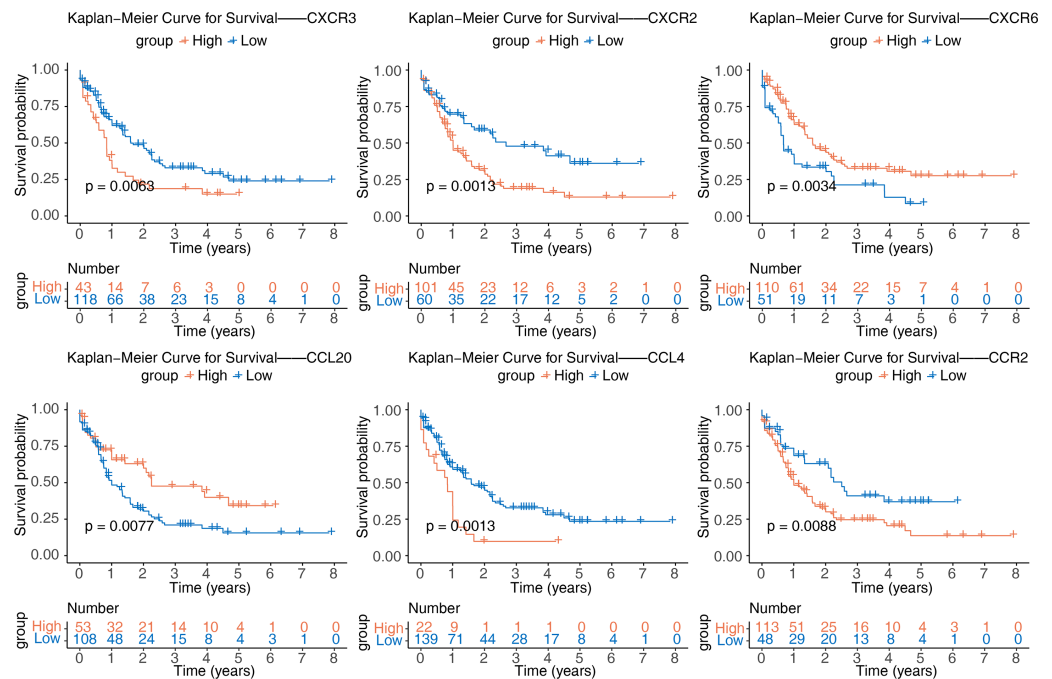 Kaplan−Meier Curve for Survival——CXCR3
group High Low
Survival probability
1.00
0.75
0.50
0.25
0.00
p = 0.0063
0 1 2 3 4 5 6 7 8
Time (years)
Number
group
High 43 14 7 6 3 0 0 0 0
Low 118 66 38 23 15 8 4 1 0
0 1 2 3 4 5 6 7 8
Time (years)
Kaplan−Meier Curve for Survival——CXCR2
group High Low
Survival probability
1.00
0.75
0.50
0.25
0.00
p = 0.0013
0 1 2 3 4 5 6 7 8
Time (years)
Number
group
High 101 45 23 12 6 3 2 1 0
Low 60 35 22 17 12 5 2 0 0
0 1 2 3 4 5 6 7 8
Time (years)
Kaplan−Meier Curve for Survival——CXCR6
group High Low
Survival probability
1.00
0.75
0.50
0.25
0.00
p = 0.0034
0 1 2 3 4 5 6 7 8
Time (years)
Number
group
High 110 61 34 22 15 7 4 1 0
Low 51 19 11 7 3 1 0 0 0
0 1 2 3 4 5 6 7 8
Time (years)
Kaplan−Meier Curve for Survival——CCL20
group High Low
Survival probability
1.00
0.75
0.50
0.25
0.00
p = 0.0077
0 1 2 3 4 5 6 7 8
Time (years)
Number
group
High 53 32 21 14 10 4 1 0 0
Low 108 48 24 15 8 4 3 1 0
0 1 2 3 4 5 6 7 8
Time (years)
Kaplan−Meier Curve for Survival——CCL4
group High Low
Survival probability
1.00
0.75
0.50
0.25
0.00
p = 0.0013
0 1 2 3 4 5 6 7 8
Time (years)
Number
group
High 22 9 1 1 1 0 0 0 0
Low 139 71 44 28 17 8 4 1 0
0 1 2 3 4 5 6 7 8
Time (years)
Kaplan−Meier Curve for Survival——CCR2
group High Low
Survival probability
1.00
0.75
0.50
0.25
0.00
p = 0.0088
0 1 2 3 4 5 6 7 8
Time (years)
Number
group
High 113 51 25 16 10 4 3 1 0
Low 48 29 20 13 8 4 1 0 0
0 1 2 3 4 5 6 7 8
Time (years)